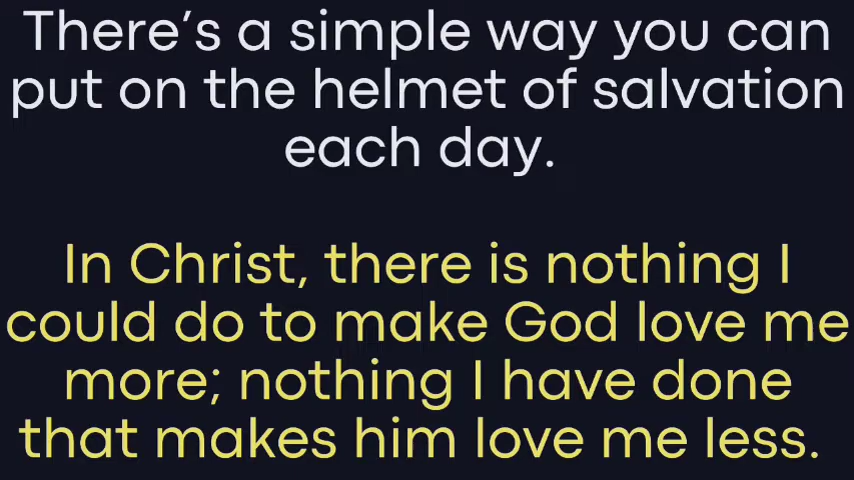 There's a simple way you can
put on the helmet of salvation
each day.
In Christ, there is nothing I
could do to make God love me
more; nothing I have done
that makes him love me less.